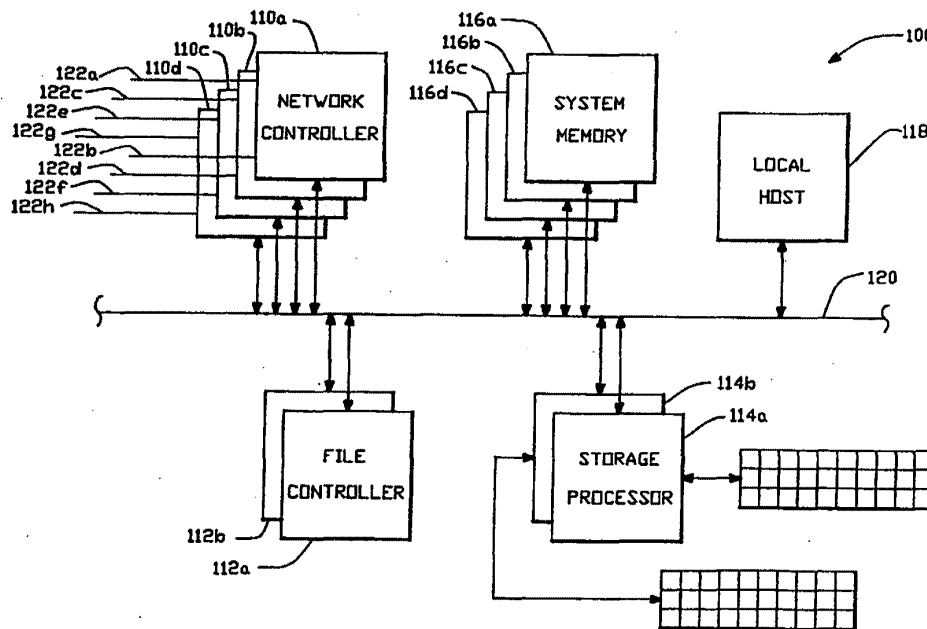 110a
110b
110c
110d
122a
122c
122e
122g
122b
122d
122f
122h
NETWORK
CONTROLLER
116a
116b
116c
116d
SYSTEM
MEMORY
100
118
LOCAL
HOST
120
114b
114a
FILE
CONTROLLER
STORAGE
PROCESSOR
112b
112a